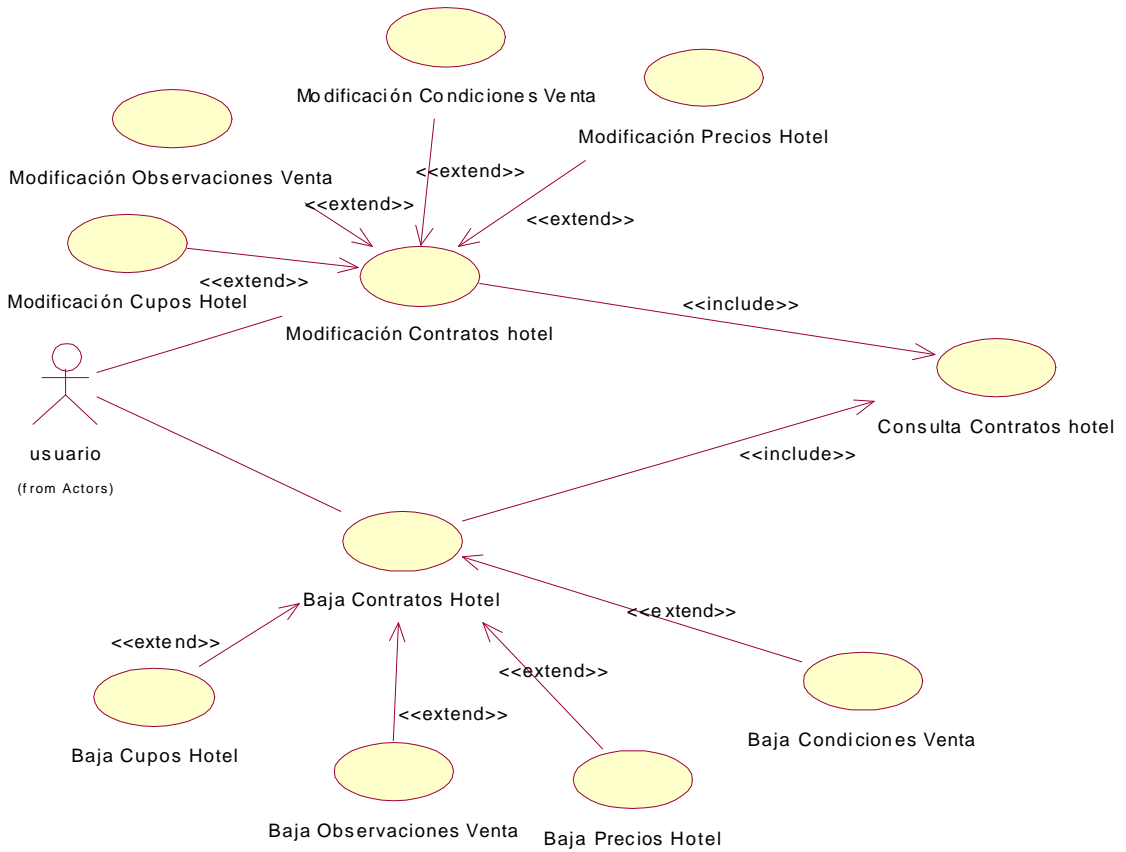 Modificación Condiciones Venta
Modificación Precios Hotel
Modificación Observaciones Venta
<<extend>>
<<extend>>
<<extend>>
<<extend>>
Modificación Cupos Hotel
Modificación Contratos hotel
<<include>>
usuario
(from Actors)
Consulta Contratos hotel
<<include>>
Baja Contratos Hotel
<<extend>>
<<extend>>
<<extend>>
<<extend>>
Baja Cupos Hotel
Baja Condiciones Venta
Baja Observaciones Venta
Baja Precios Hotel